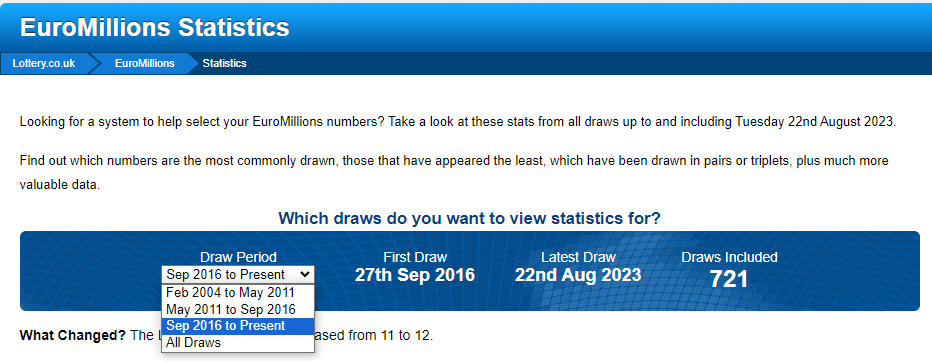 EuroMillions Statistics
Lottery.co.uk EuroMillions Statistics
Looking for a system to help select your EuroMillions numbers? Take a look at these stats from all draws up to and including Tuesday 22nd August 2023.
Find out which numbers are the most commonly drawn, those that have appeared the least, which have been drawn in pairs or triplets, plus much more
valuable data.
Which draws do you want to view statistics for?
Draw Period First Draw Latest Draw Draws Included
Sep 2016 to Present 27th Sep 2016 22nd Aug 2023 721
Feb 2004 to May 2011
May 2011 to Sep 2016
Sep 2016 to Present
What Changed? The ased from 11 to 12.
All Draws